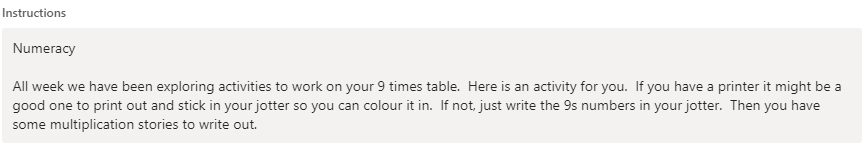 Instructions
Numeracy
All week we have been exploring activities to work on your 9 times table.  Here is an activity for you.  If you have a printer it might be a
good one to print out and stick in your jotter so you can colour it in.  If not, just write the 9s numbers in your jotter.  Then you have
some multiplication stories to write out.